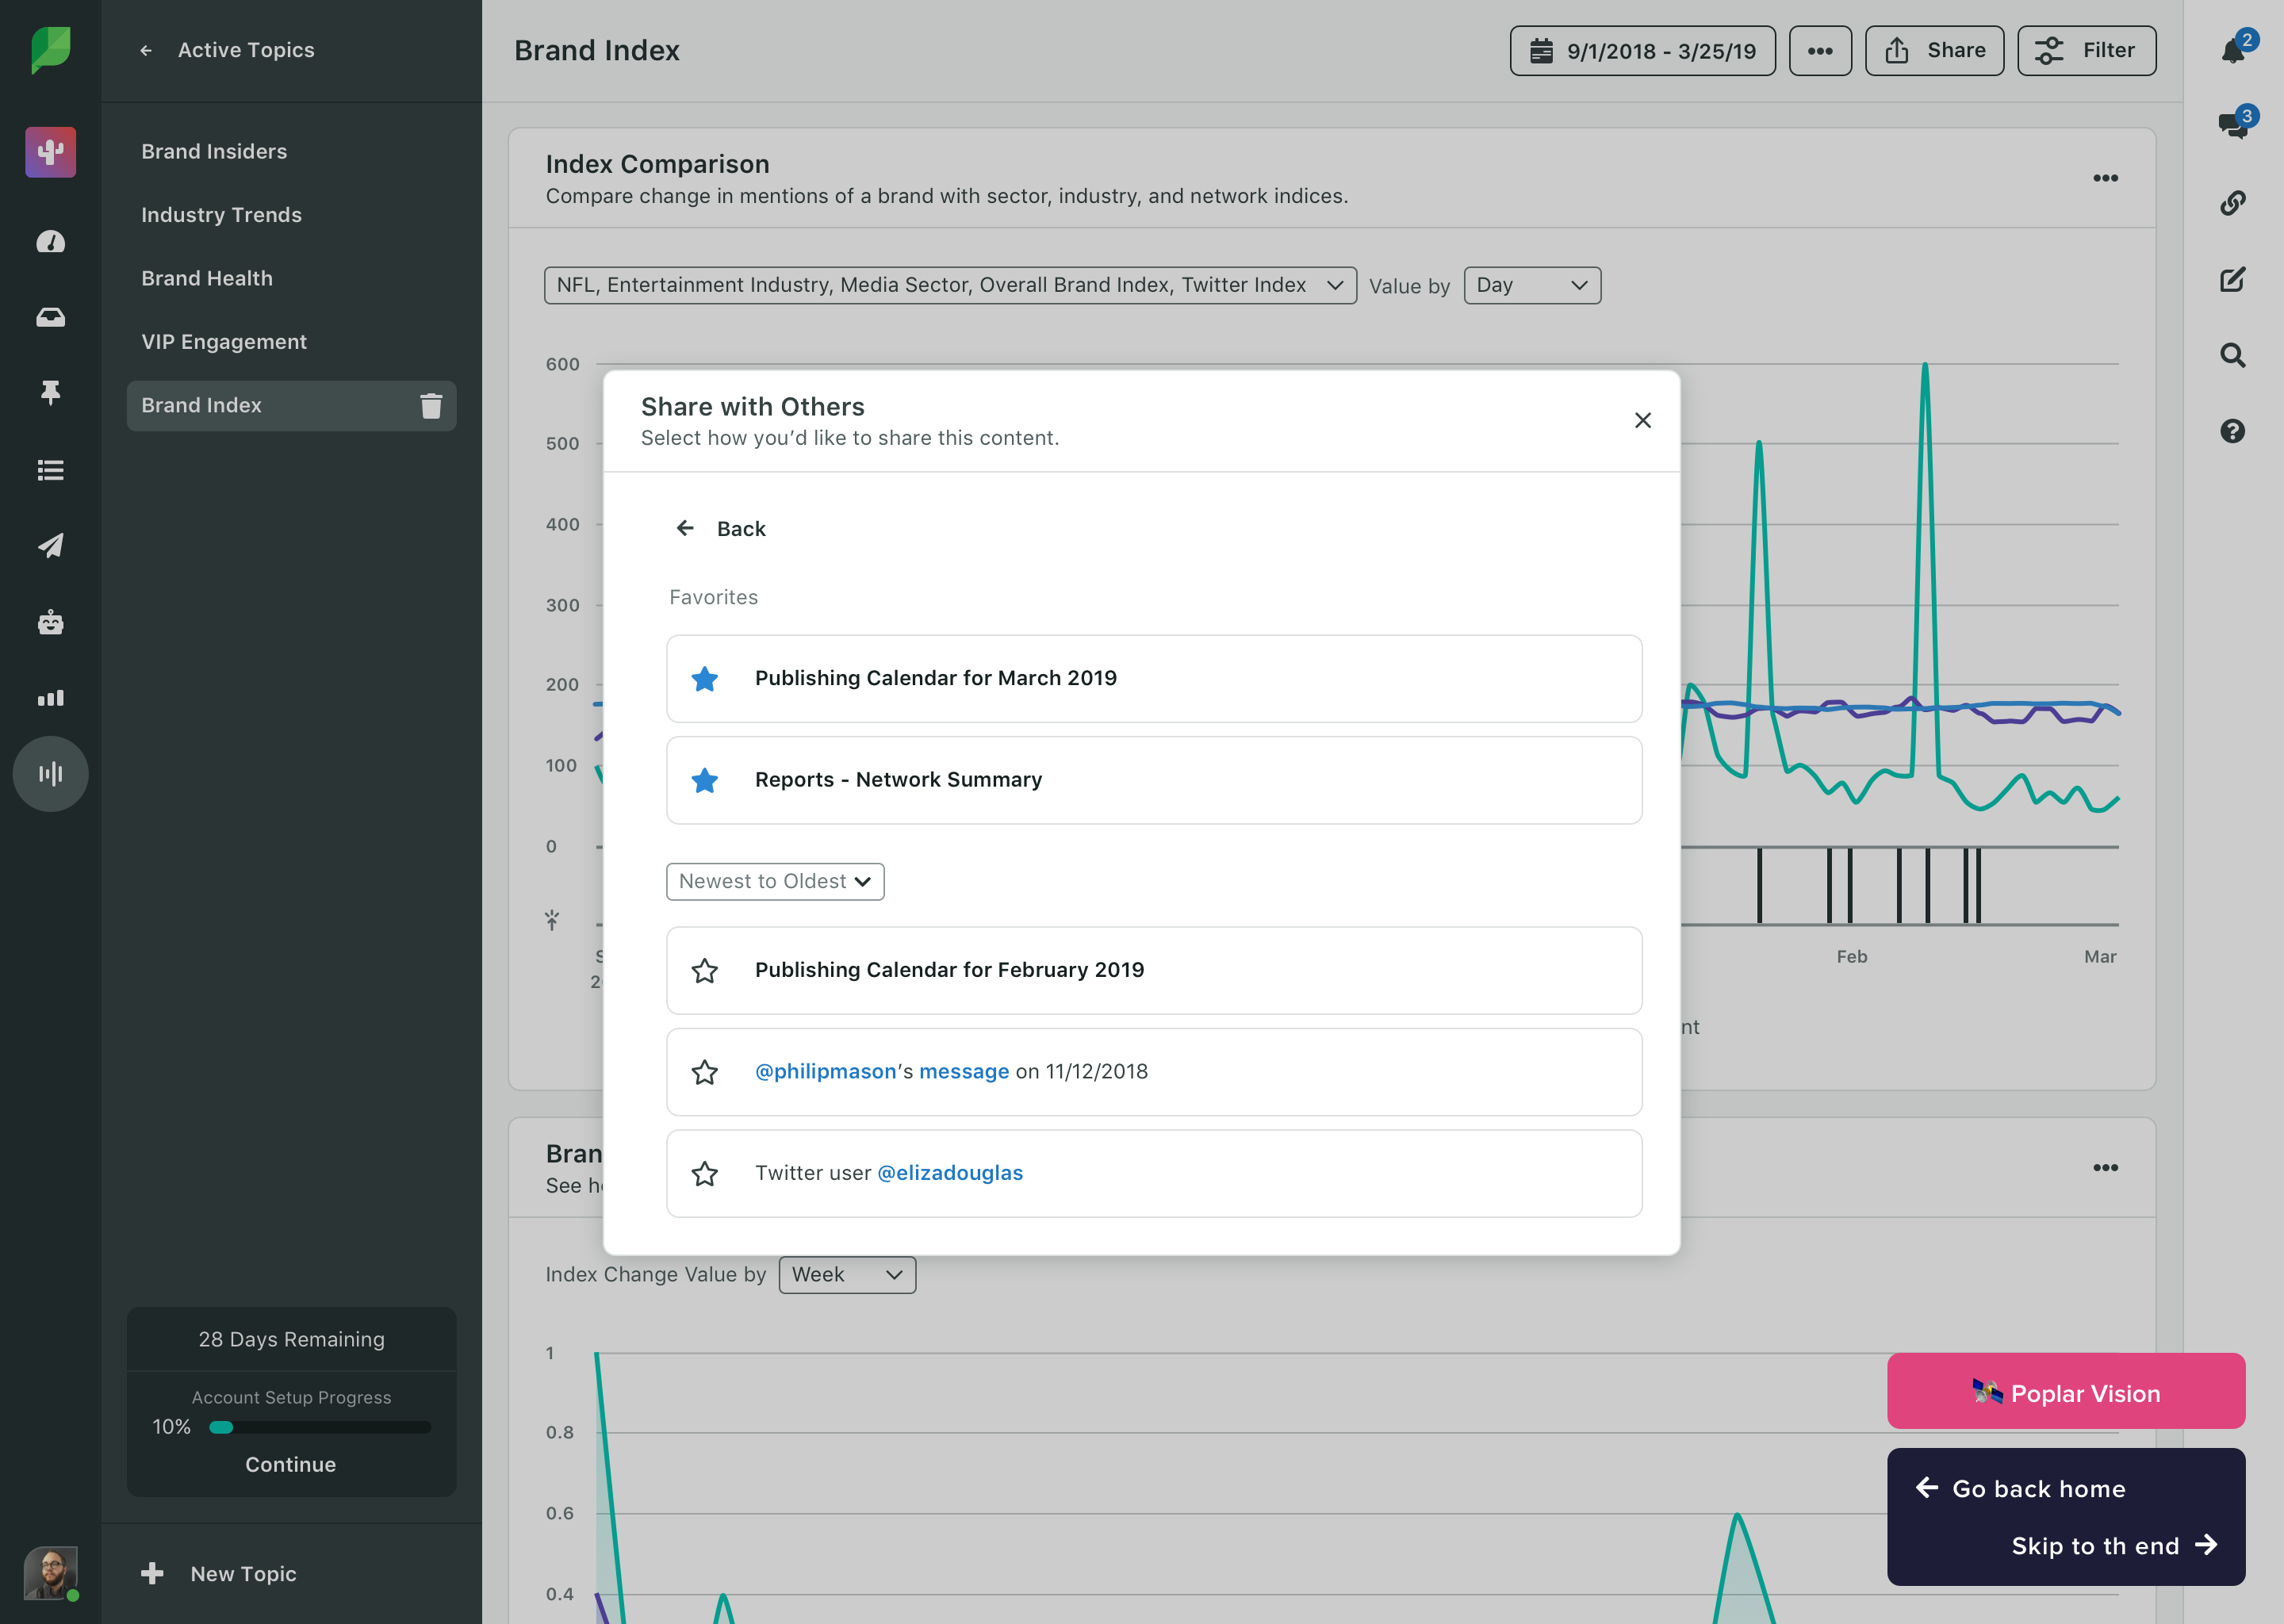 Active Topics
Brand Insiders
Industry Trends
Brand Health
VIP Engagement
Brand Index
28 Days Remaining
Account Setup Progress
10%
Continue
New Topic
Brand Index
9/1/2018 - 3/25/19
Share
Filter
2
3
Index Comparison
Compare change in mentions of a brand with sector, industry, and network indices.
NFL, Entertainment Industry, Media Sector, Overall Brand Index, Twitter Index
Value by
Day
600
500
400
300
200
100
0
Feb
Mar
Share with Others
Select how you’d like to share this content.
Back
Favorites
Publishing Calendar for March 2019
Reports - Network Summary
Newest to Oldest
Publishing Calendar for February 2019
@philipmason’s message on 11/12/2018
Twitter user @elizadouglas
Index Change Value by
Week
1
0.8
0.6
0.4
Poplar Vision
Go back home
Skip to th end